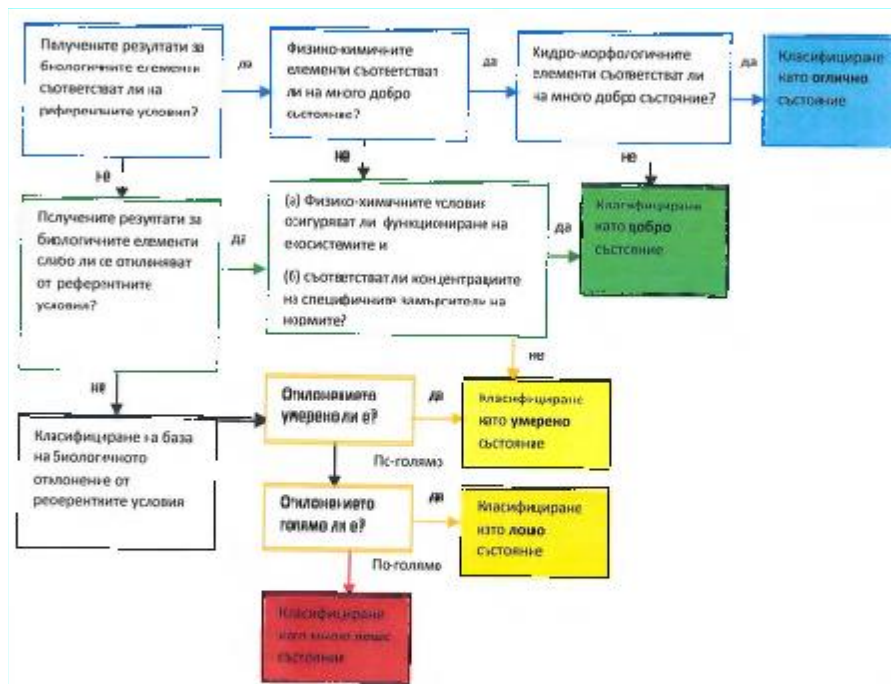 Получените резултати за
биологичните елементи
съответстват ли на
референтните условия?
да
Физико-химичните
елементи съответстват
ли на много добро
състояние?
да
Хидро-морфологичните
елементи съответстват ли
на много добро състояние?
да
Класифициране
като отлично
състояние
не
не
не
Получените резултати за
биологичните елементи
слабо ли се отклоняват
от референтните
условия?
да
(а) Физико-химичните условия
осигуряват ли функциониране на
екосистемите и
(б) съответстват ли концентрациите
на специфичните замърсители на
нормите?
да
Класифициране
като добро
състояние
не
не
Класифициране на база
на биологичното
отклонение от
референтните условия
Отклонението
умерено ли е?
да
Класифициране
като умерено
състояние
По-голямо
Отклонението
голямо ли е?
да
Класифициране
като лошо
състояние
По-голямо
Класифициране
като много лошо
състояние